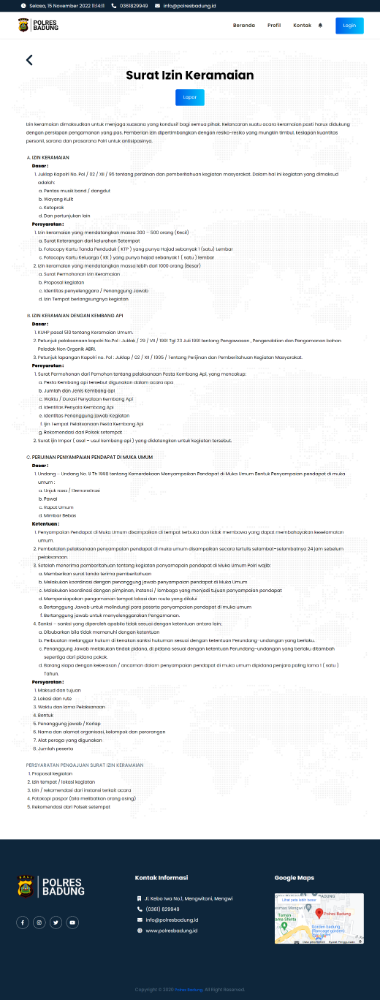 Selasa, 15 November 2022 11:14:11 0361829949 info@polresbadung.id
POLRES
BADUNG
Beranda Profil Kontak Login
Surat Izin Keramaian
Lapor
Izin keramaian dimaksudkan untuk menjaga suasana yang kondusif bagi semua pihak. Kelancaran suatu acara keramaian pasti harus didukung
dengan persiapan pengamanan yang pas. Pemberian izin dipertimbangkan dengan resiko-resiko yang mungkin timbul, kesiapan kuantitas
personil, sarana dan prasarana Polri untuk antisipasinya.
A. IZIN KERAMAIAN
Dasar :
1. Juklap Kapolri No. Pol / 02 / XII / 95 tentang perizinan dan pemberitahuan kegiatan masyarakat. Dalam hal ini kegiatan yang dimaksud
adalah:
a. Pentas musik band / dangdut
b. Wayang Kulit
c. Ketoprak
d. Dan pertunjukan lain
Persyaratan :
1. Izin keramaian yang mendatangkan massa 300 – 500 orang (Kecil)
a. Surat Keterangan dari kelurahan Setempat
b. Fotocopy Kartu Tanda Penduduk ( KTP ) yang punya Hajad sebanyak 1 (satu) Lembar
c. Fotocopy Kartu Keluarga ( KK ) yang punya hajad sebanyak 1 ( satu ) lembar
2. Izin keramaian yang mendatangkan massa lebih dari 1000 orang (Besar)
a. Surat Permohonan Izin Keramaian
b. Proposal kegiatan
c. Identitas penyelenggara / Penanggung Jawab
d. Izin Tempat berlangsungnya kegiatan
B. IZIN KERAMAIAN DENGAN KEMBANG API
Dasar :
1. KUHP pasal 510 tentang Keramaian Umum.
2. Petunjuk pelaksanaan kapolri No.Pol : Juklak / 29 / VII / 1991 Tgl 23 Juli 1991 tentang Pengawasan , Pengendalian dan Pengamanan bahan
Peledak Non Organik ABRI.
3. Petunjuk lapangan Kapolri no. Pol : Juklap / 02 / XII / 1995 / Tentang Perijinan dan Pemberitahuan Kegiatan Masyarakat.
Persyaratan :
1. Surat Permohonan dari Pemohon tentang pelaksanaan Pesta Kembang Api, yang mencakup:
a. Pesta Kembang api tersebut digunakan dalam acara apa
b. Jumlah dan Jenis Kembang api
c. Waktu / Durasi Penyalaan Kembang Api
d. Identitas Penyala Kembang Api
e. Identitas Penanggung jawab Kegiatan
f. Ijin Tempat Pelaksanaan Pesta Kembang Api
g. Rekomendasi dari Polsek setempat
2. Surat ijin Impor ( asal – usul kembang api ) yang didatangkan untuk kegiatan tersebut.
C. PERIJINAN PENYAMPAIAN PENDAPAT DI MUKA UMUM
Dasar :
1. Undang – Undang No. 9 Th 1998 tentang Kemerdekaan Menyampaikan Pendapat di Muka Umum Bentuk Penyampaian pendapat di muka
umum :
a. Unjuk rasa / Demonstrasi
b. Pawai
c. Rapat Umum
d. Mimbar Bebas
Ketentuan :
1. Penyampaian Pendapat di Muka Umum disampaikan di tempat terbuka dan tidak membawa yang dapat membahayakan keselamatan
umum.
2. Pembatalan pelaksanaan penyampaian pendapat di muka umum disampaikan secara tertulis selambat-selambatnya 24 jam sebelum
pelaksanaan.
3. Setelah menerima pemberitahuan tentang kegiatan penyamapain pendapat di Muka Umum Polri wajib:
a. Memberikan surat tanda terima pemberitahuan
b. Melakukan koordinasi dengan penanggung jawab penyampaian pendapat di Muka Umum
c. Melakukan koordinasi dengan pimpinan, instansi / lembaga yang menjadi tujuan penyampaian pendapat
d. Mempersiapakan pengamanan tempat lokasi dan route yang dilalui
e. Bertanggung Jawab untuk melindungi para peserta penyampaian pendapat di muka umum
f. Bertanggung jawab untuk menyelenggarakan Pengamanan.
4. Sanksi – sanksi yang diperoleh apabila tidak sesuai dengan ketentuan antara lain:
a. Dibubarkan bila tidak memenuhi dengan ketentuan
b. Perbuatan melanggar hukum di kenakan sanksi hukuman sesuai dengan ketentuan Perundang-undangan yang berlaku.
c. Penanggung Jawab melakukan tindak pidana, di pidana sesuai dengan ketentuan Perundang-undangan yang berlaku ditambah
sepertiga dari pidana pokok.
d. Barang siapa dengan kekerasan / ancaman dalam penyampaian pendapat di muka umum dipidana penjara paling lama 1 ( satu )
Tahun.
Persyaratan :
1. Maksud dan tujuan
2. Lokasi dan rute
3. Waktu dan lama Pelaksanaan
4. Bentuk
5. Penanggung jawab / Korlap
6. Nama dan alamat organisasi, kelompok dan perorangan
7. Alat peraga yang digunakan
8. Jumlah peserta
PERSYARATAN PENGAJUAN SURAT IZIN KERAMAIAN
1. Proposal kegiatan
2. Izin tempat / lokasi kegiatan
3. Izin / rekomendasi dari instansi terkait acara
4. Fotokopi paspor (bila melibatkan orang asing)
5. Rekomendasi dari Polsek setempat
POLRES
BADUNG
Kontak Informasi
Jl. Kebo Iwa No.1, Mengwitani, Mengwi
(0361) 829949
info@polresbadung.id
www.polresbadung.id
Google Maps
Lihat peta lebih besar
BADUNG
Mengwi
Polres Badung
Taman
Gorden badung
(Rancage gorden)
Data peta ©2022 Syarat Penggunaan
Copyright © 2020 Polres Badung. All Right Reserved.